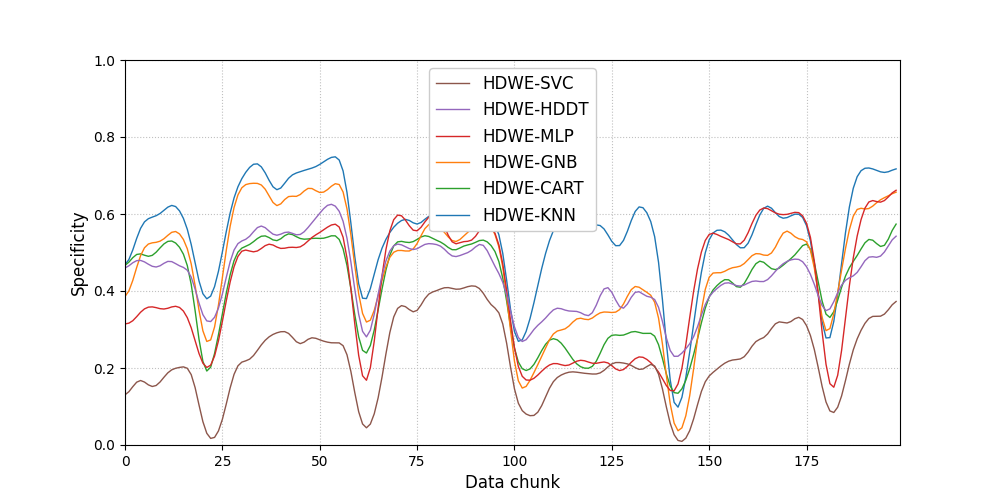 1.0
0.8
0.6
0.4
0.2
0.0
Specificity
HDWE-SVC
HDWE-HDDT
HDWE-MLP
HDWE-GNB
HDWE-CART
HDWE-KNN
0 25 50 75 100 125 150 175
Data chunk